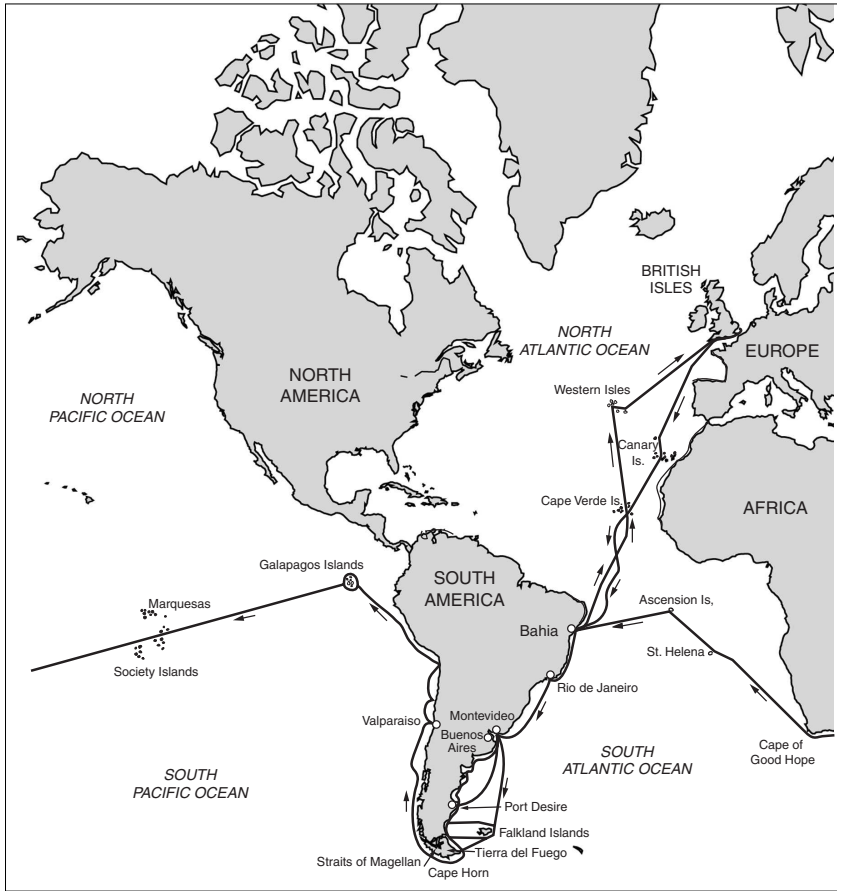 BRITISH
ISLES
NORTH
ATLANTIC OCEAN
EUROPE
NORTH
AMERICA
NORTH
PACIFIC OCEAN
Western Isles
Canary
Is.
Cape Verde Is.
AFRICA
Galapagos Islands
SOUTH
AMERICA
Marquesas
Ascension Is,
Bahia
St. Helena
Society Islands
Rio de Janeiro
Valparaiso
Montevideo
Buenos
Aires
Cape of
Good Hope
SOUTH
ATLANTIC OCEAN
SOUTH
PACIFIC OCEAN
Port Desire
Falkland Islands
Straits of Magellan
Tierra del Fuego
Cape Horn